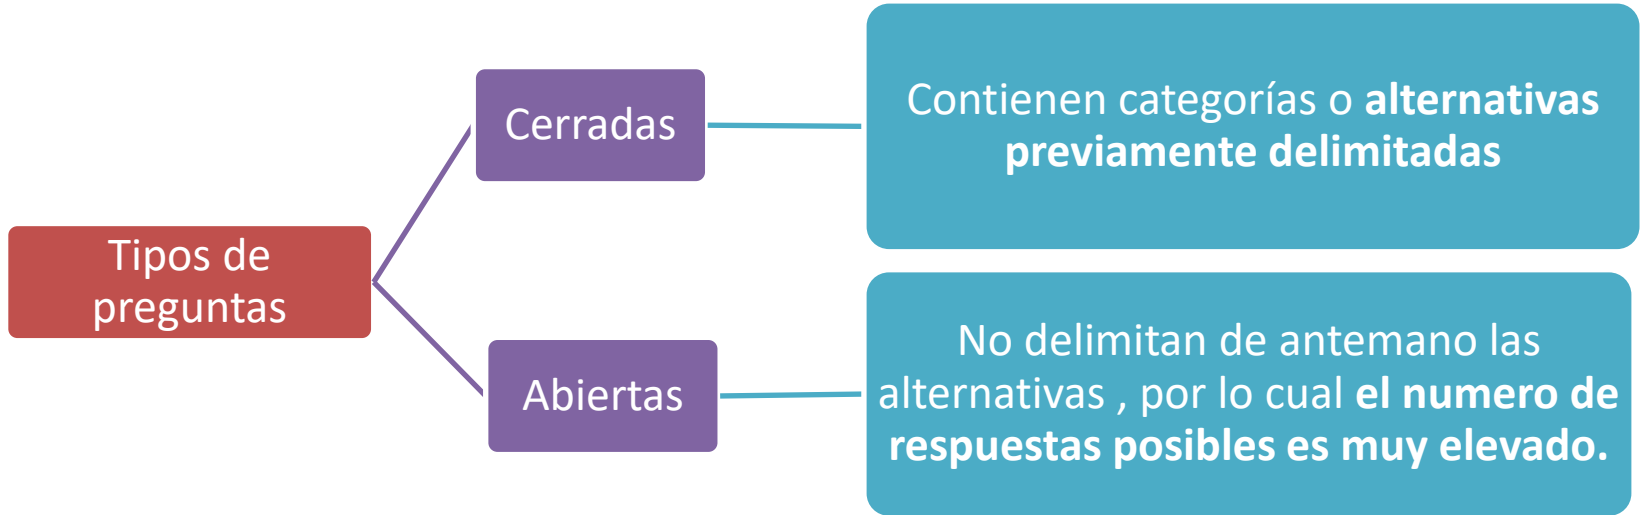 Tipos de
preguntas
Cerradas
Contienen categorías o alternativas
previamente delimitadas
Abiertas
No delimitan de antemano las
alternativas , por lo cual el numero de
respuestas posibles es muy elevado.